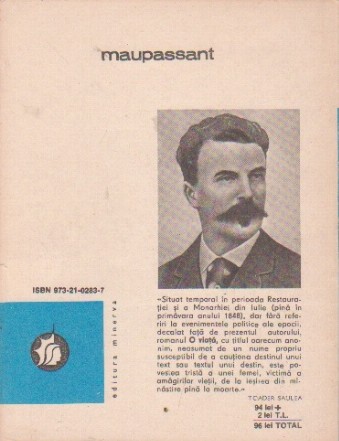 maupassant
ISBN 973-21-0283-7
editura minerva
«Situat temporal în perioada Restaura-
ției și a Monarhiei din Iulie (pînă în
primăvara anului 1848), dar fără refe-
riri la evenimentele politice ale epocii,
decalat față de prezentul autorului,
romanul O viață, cu titlul oarecum ano-
nim, neasumat de un nume propriu
susceptibil de a cauționa destinul unui
text sau textul unui destin, este po-
vestea tristă a unei femei, victimă a
amăgirilor vieții, de la ieșirea din mî-
năstire pînă la moarte.»
TEODOR SAULEA
94 lei +
2 lei T.L.
96 lei TOTAL